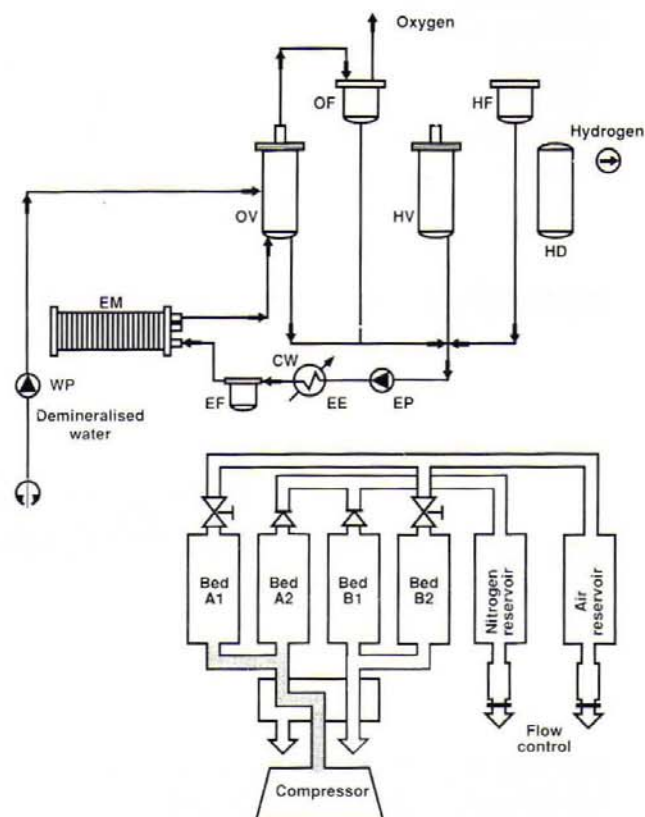 Oxygen
OF
HF
Hydrogen
OV
HV
HD
EM
CW
WP
EF
EE
EP
Demineralised
water
Bed
A1
Bed
A2
Bed
B1
Bed
B2
Nitrogen
reservoir
Air
reservoir
Flow
control
Compressor